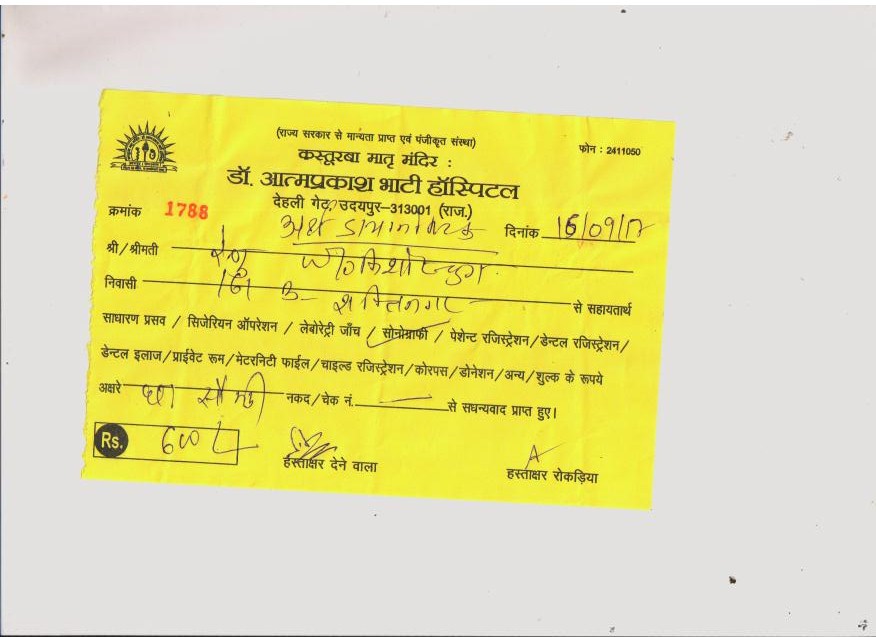 (राज्य सरकार से मान्यता प्राप्त एवं पंजीकृत संस्था)
फोन : 2411050
कस्तूरबा मातृ मंदिर :
डॉ. आत्मप्रकाश भाटी हॉस्पिटल
देहली गेट, उदयपुर–313001 (राज.)
क्रमांक 1788
दिनांक 16/09/17
श्री/श्रीमती रेनू
निवासी शक्तिनगर से सहायतार्थ
साधारण प्रसव / सिजेरियन ऑपरेशन / लेबोरेट्री जाँच / सोनोग्राफी / पेशेन्ट रजिस्ट्रेशन/डेन्टल रजिस्ट्रेशन/
डेन्टल इलाज/प्राईवेट रूम/मेटरनिटी फाईल/चाइल्ड रजिस्ट्रेशन/कोरपस/डोनेशन/अन्य/शुल्क के रूपये
अक्षरे छः सौ नकद/चेक नं. से सधन्यवाद प्राप्त हुए।
Rs. 600/
हस्ताक्षर देने वाला
हस्ताक्षर रोकड़िया